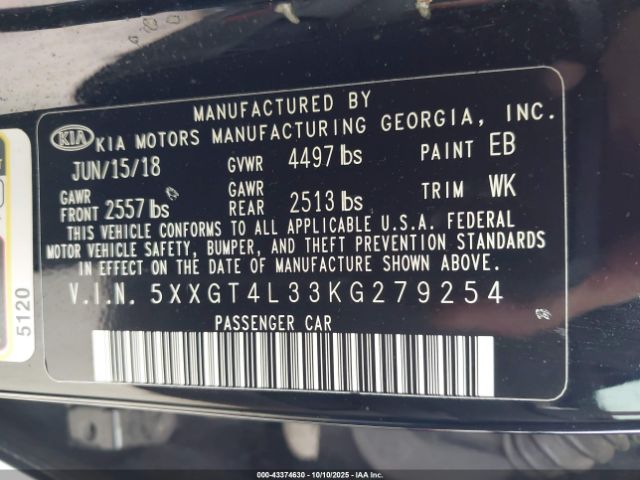 MANUFACTURED BY
KIA KIA MOTORS MANUFACTURING GEORGIA, INC.
JUN/15/18 GVWR 4497 lbs PAINT EB
GAWR FRONT 2557 lbs GAWR REAR 2513 lbs TRIM WK
THIS VEHICLE CONFORMS TO ALL APPLICABLE U.S.A. FEDERAL
MOTOR VEHICLE SAFETY, BUMPER, AND THEFT PREVENTION STANDARDS
IN EFFECT ON THE DATE OF MANUFACTURE SHOWN ABOVE.
V.I.N. 5XXGT4L33KG279254
PASSENGER CAR
5120
000-43374630 - 10/10/2025 - IAA